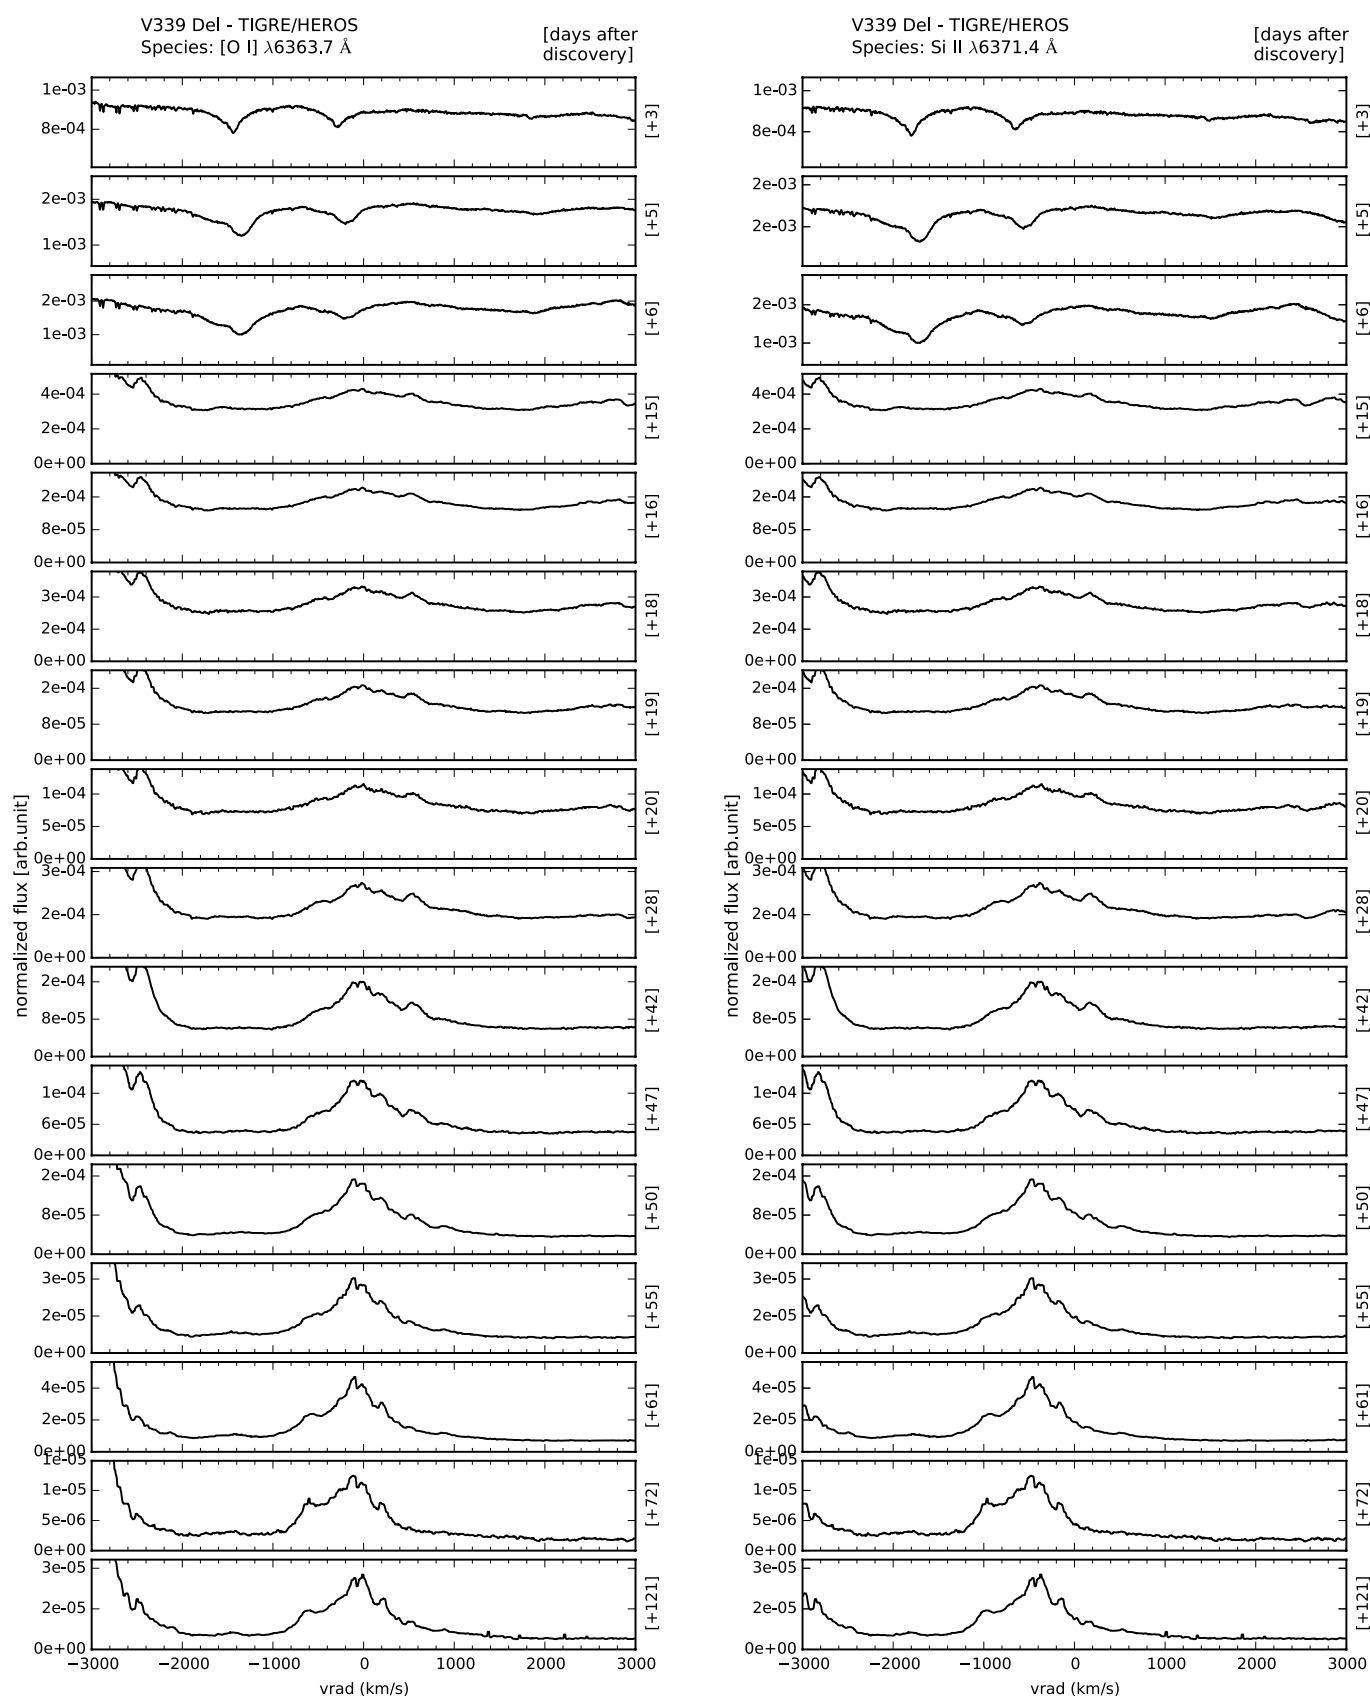 V339 Del - TIGRE/HEROS
Species: [O I] λ6363.7 Å
[days after
discovery]
1e-03
8e-04
[+3]
2e-03
1e-03
[+5]
2e-03
1e-03
[+6]
4e-04
2e-04
0e+00
[+15]
2e-04
8e-05
0e+00
[+16]
3e-04
2e-04
0e+00
[+18]
2e-04
8e-05
0e+00
[+19]
1e-04
5e-05
0e+00
[+20]
3e-04
2e-04
0e+00
[+28]
2e-04
8e-05
0e+00
[+42]
1e-04
6e-05
0e+00
[+47]
2e-04
8e-05
0e+00
[+50]
3e-05
2e-05
0e+00
[+55]
4e-05
2e-05
0e+00
[+61]
1e-05
1e-05
5e-06
0e+00
[+72]
3e-05
2e-05
0e+00
[+121]
normalized flux [arb.unit]
−3000 −2000 −1000 0 1000 2000 3000
vrad (km/s)
V339 Del - TIGRE/HEROS
Species: Si II λ6371.4 Å
[days after
discovery]
1e-03
8e-04
[+3]
2e-03
2e-03
[+5]
2e-03
1e-03
[+6]
4e-04
2e-04
0e+00
[+15]
2e-04
8e-05
0e+00
[+16]
3e-04
2e-04
0e+00
[+18]
2e-04
8e-05
0e+00
[+19]
1e-04
5e-05
0e+00
[+20]
3e-04
2e-04
0e+00
[+28]
2e-04
8e-05
0e+00
[+42]
1e-04
6e-05
0e+00
[+47]
2e-04
8e-05
0e+00
[+50]
3e-05
2e-05
0e+00
[+55]
4e-05
2e-05
0e+00
[+61]
1e-05
1e-05
5e-06
0e+00
[+72]
3e-05
2e-05
0e+00
[+121]
normalized flux [arb.unit]
−3000 −2000 −1000 0 1000 2000 3000
vrad (km/s)